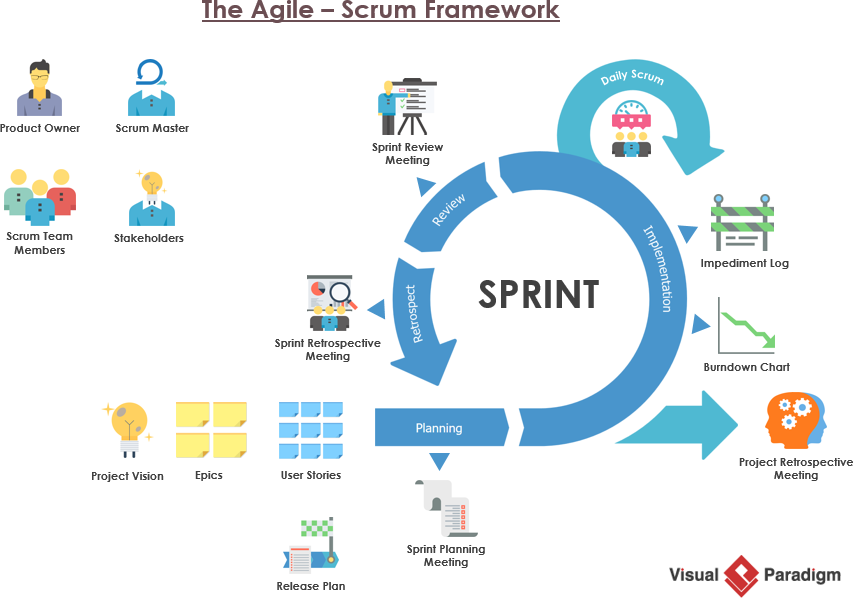 The Agile – Scrum Framework
Product Owner
Scrum Master
Scrum Team
Members
Stakeholders
Daily Scrum
Sprint Review
Meeting
Review
Implementation
Impediment Log
SPRINT
Retrospect
Sprint Retrospective
Meeting
Burndown Chart
Project Vision
Epics
User Stories
Planning
Project Retrospective
Meeting
Sprint Planning
Meeting
Release Plan
Visual Paradigm